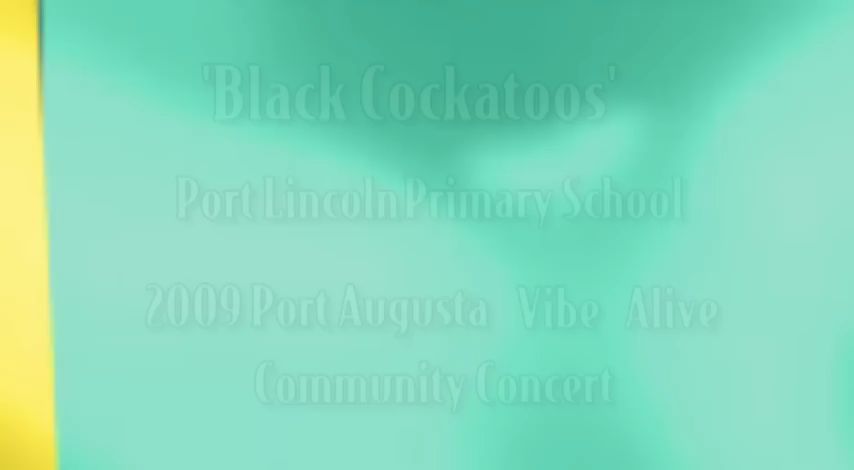 'Black Cockatoos'
Port Lincoln Primary School
2009 Port Augusta Vibe Alive
Community Concert